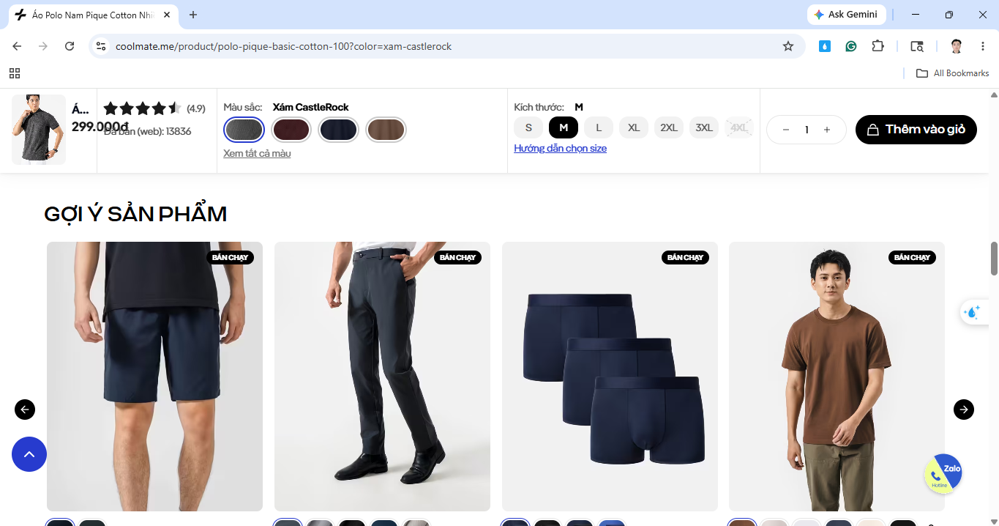 Áo Polo Nam Pique Cotton Nhi
Ask Gemini
coolmate.me/product/polo-pique-basic-cotton-100?color=xam-castlerock
All Bookmarks
Á...
299.000đ
(4.9)
Đã bán (web): 13836
Màu sắc: Xám CastleRock
Xem tất cả màu
Kích thước: M
S M L XL 2XL 3XL 4XL
Hướng dẫn chọn size
− 1 +
Thêm vào giỏ
GỢI Ý SẢN PHẨM
BÁN CHẠY
BÁN CHẠY
BÁN CHẠY
BÁN CHẠY
Zalo
Hotline